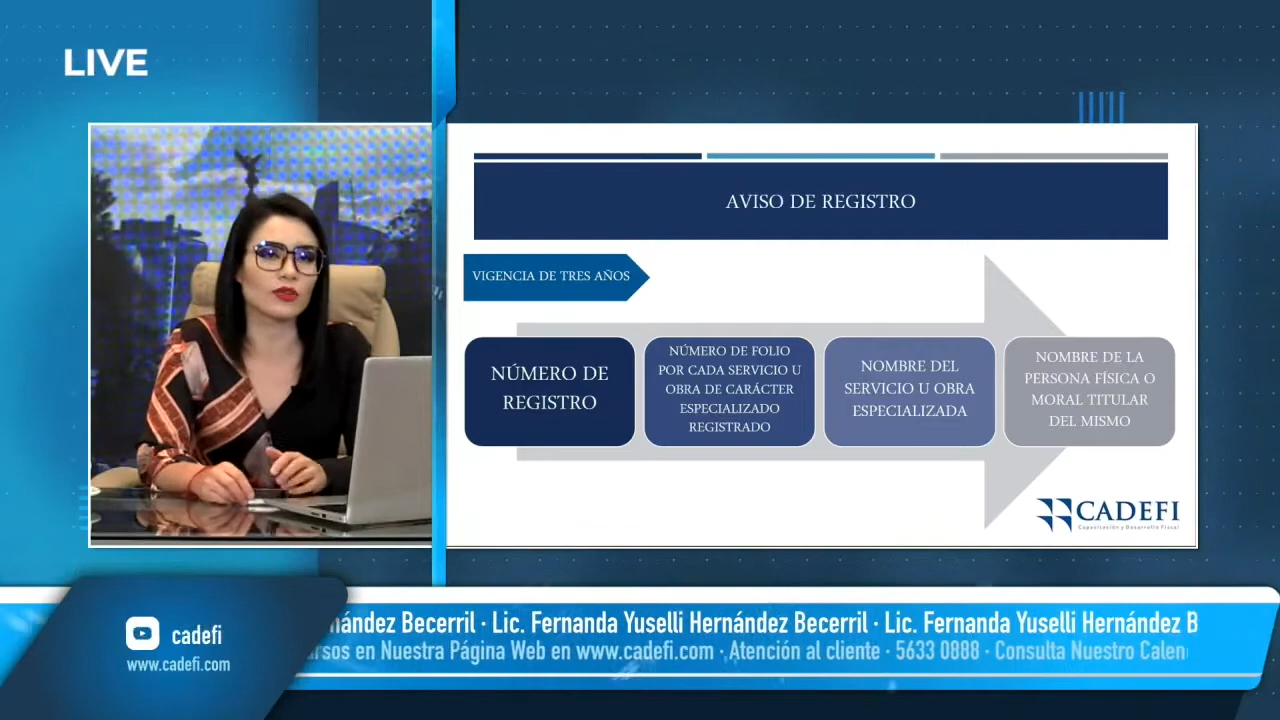 LIVE
AVISO DE REGISTRO
VIGENCIA DE TRES AÑOS
NÚMERO DE
REGISTRO
NÚMERO DE FOLIO
POR CADA SERVICIO U
OBRA DE CARÁCTER
ESPECIALIZADO
REGISTRADO
NOMBRE DEL
SERVICIO U OBRA
ESPECIALIZADA
NOMBRE DE LA
PERSONA FÍSICA O
MORAL TITULAR
DEL MISMO
CADEFI
Capacitación y Desarrollo Fiscal
cadefi
www.cadefi.com
nández Becerril · Lic. Fernanda Yuselli Hernández Becerril · Lic. Fernanda Yuselli Hernández B
rsos en Nuestra Página Web en www.cadefi.com · Atención al cliente · 5633 0888 · Consulta Nuestro Calen